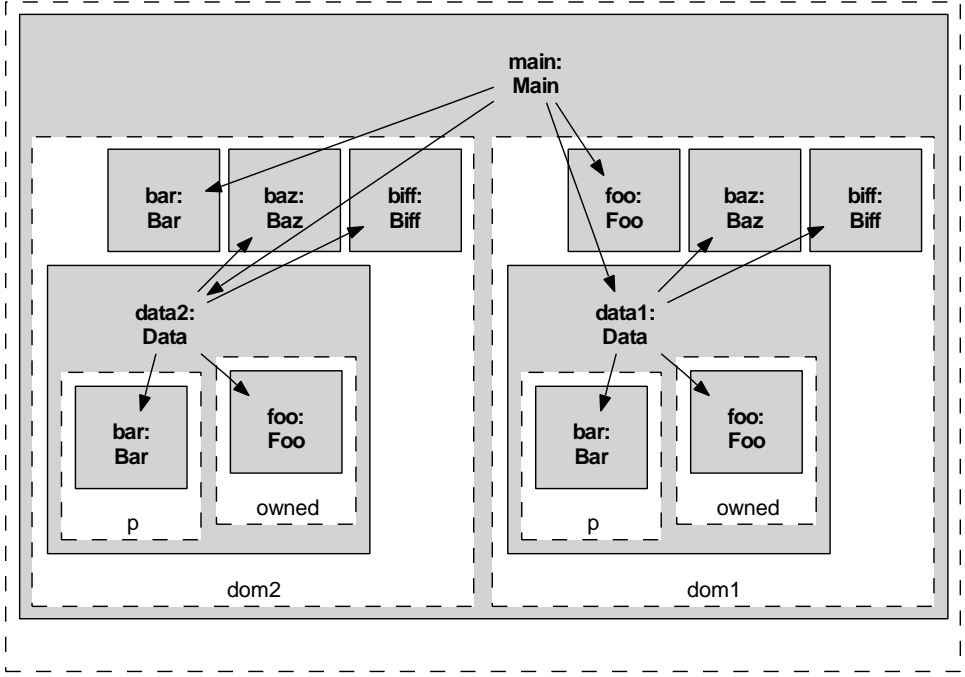 main:
Main
bar:
Bar
baz:
Baz
biff:
Biff
foo:
Foo
baz:
Baz
biff:
Biff
data2:
Data
data1:
Data
bar:
Bar
foo:
Foo
bar:
Bar
foo:
Foo
p
owned
p
owned
dom2
dom1